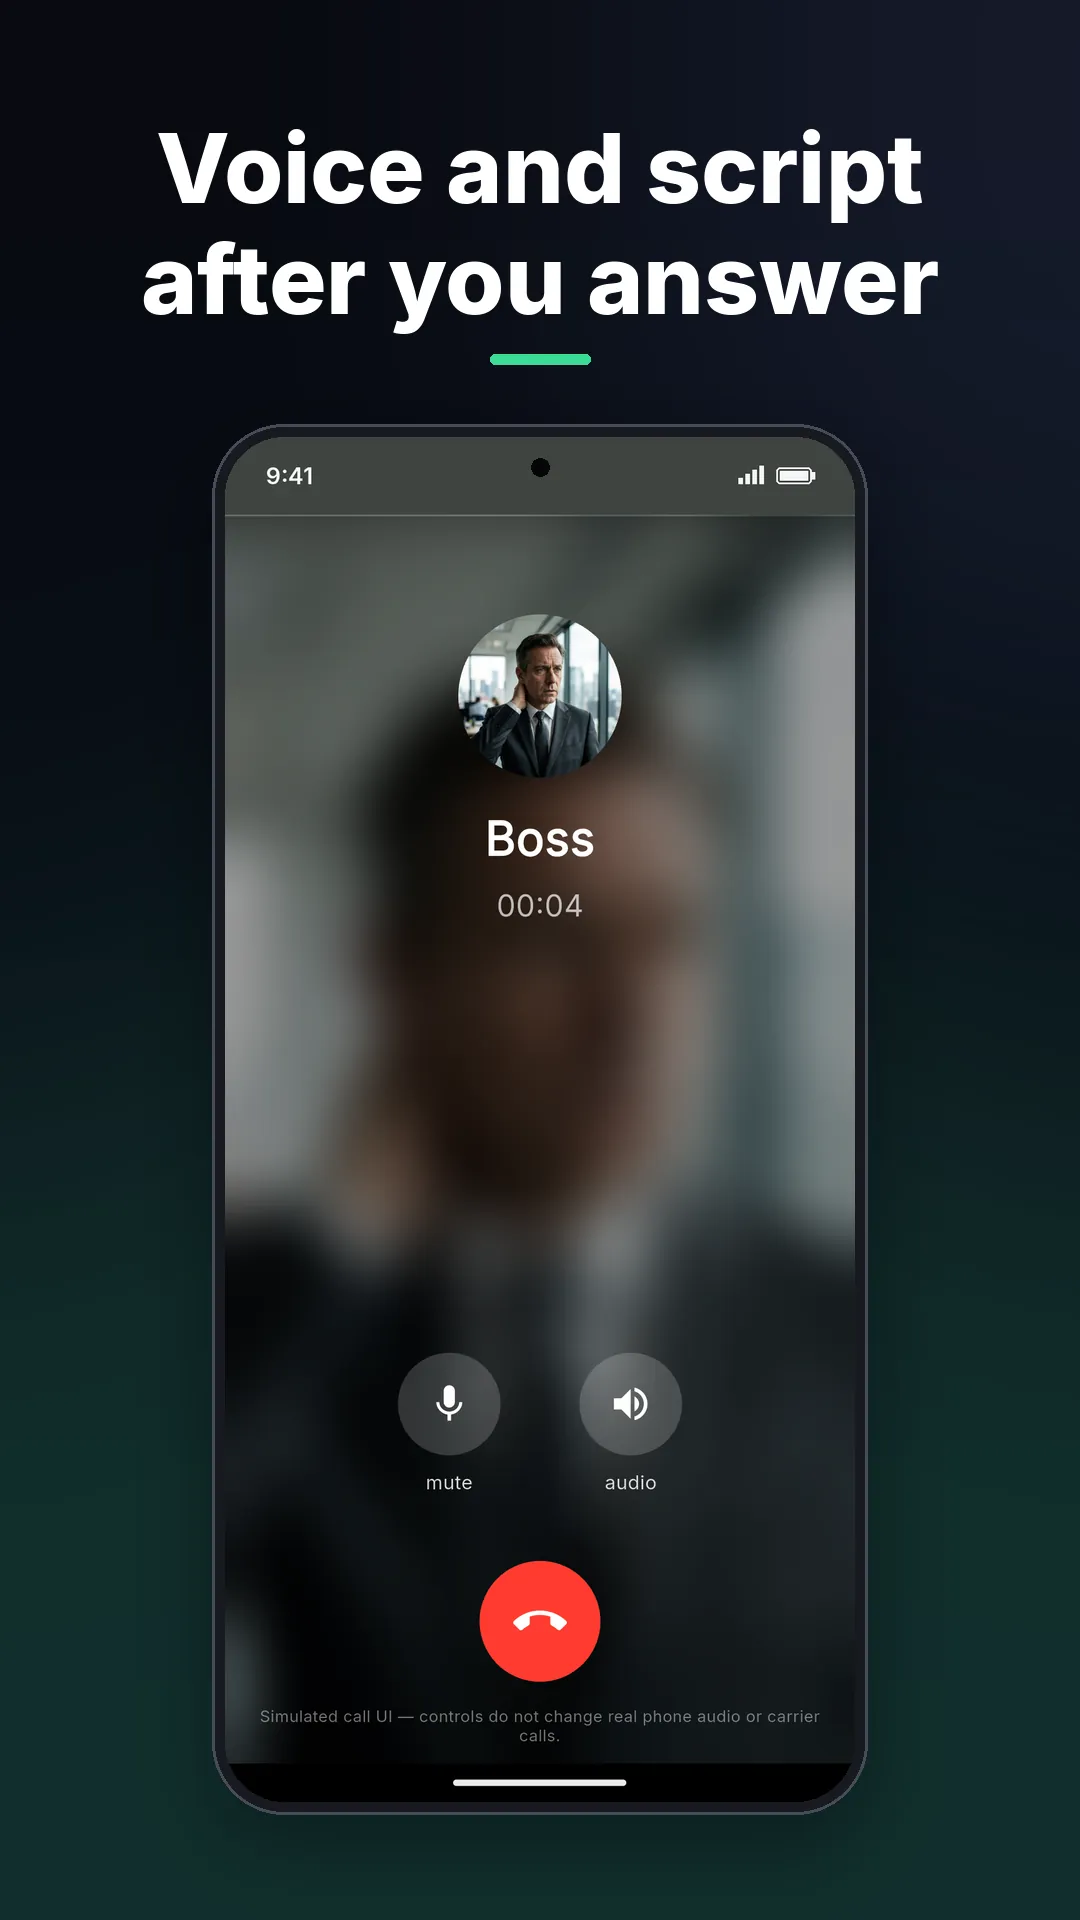 Voice and script
after you answer
9:41
Boss
00:04
mute
audio
Simulated call UI — controls do not change real phone audio or carrier
calls.